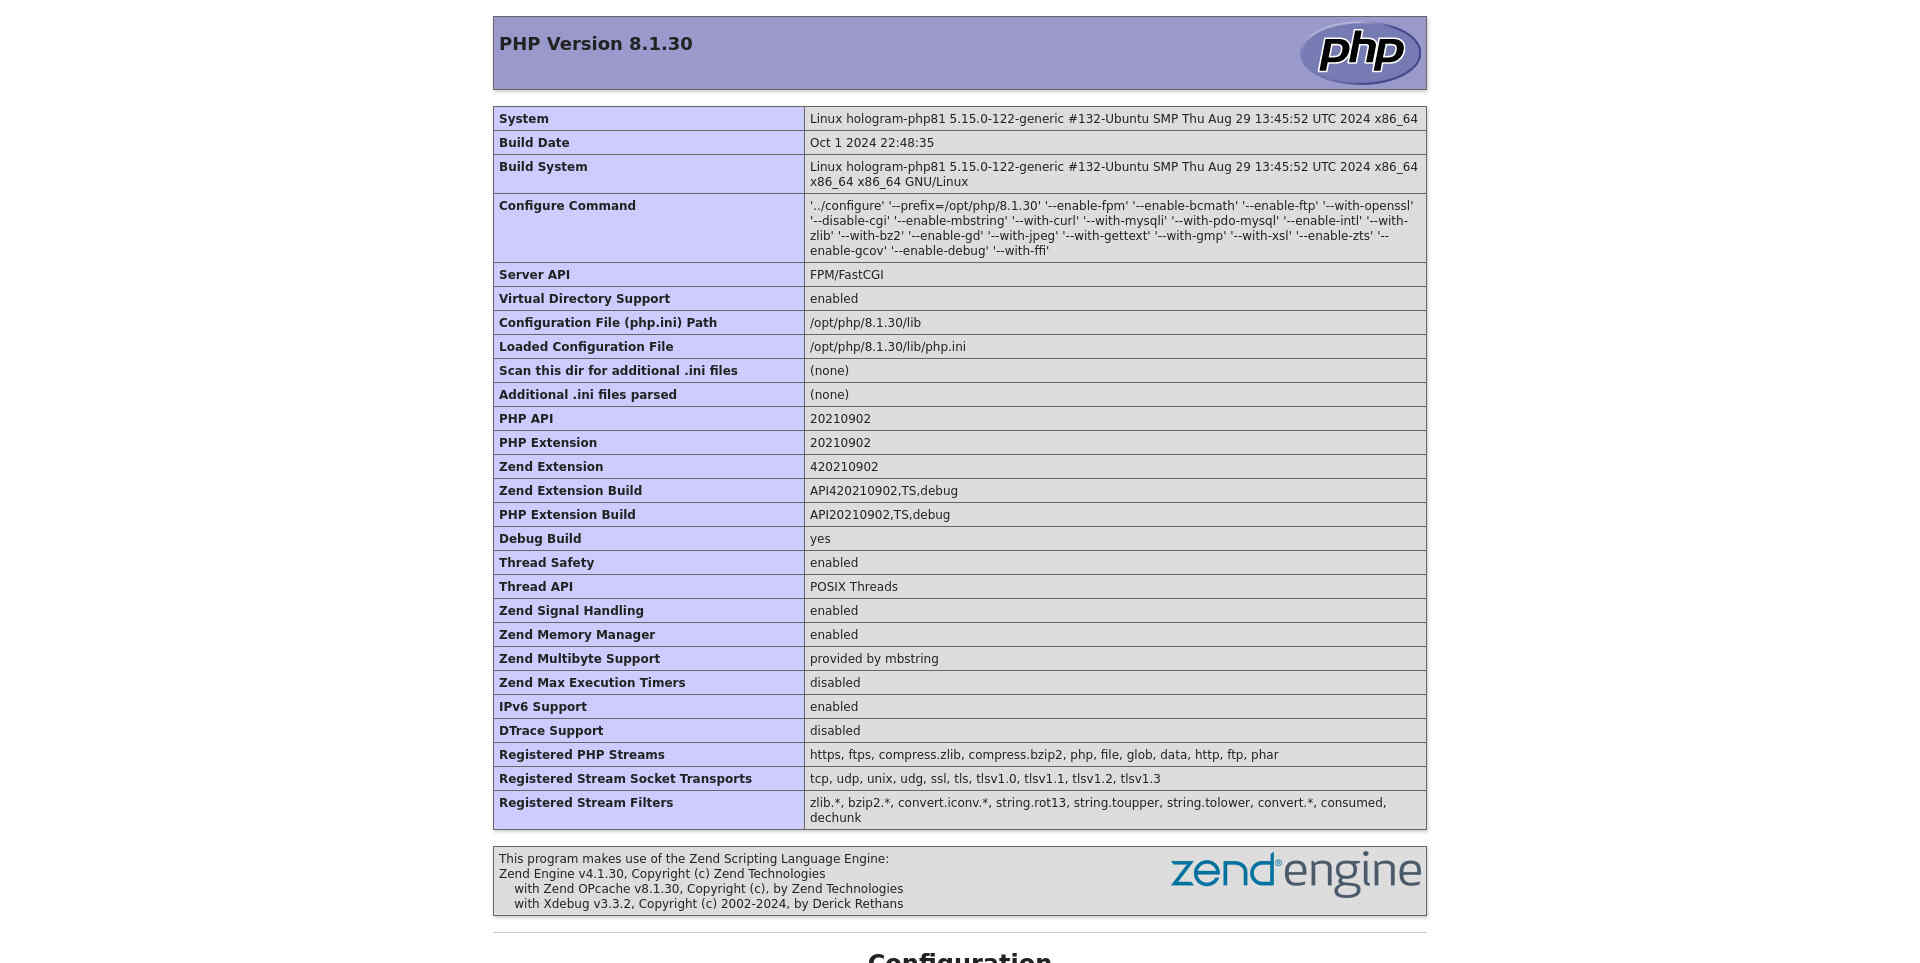 PHP Version 8.1.30
php
System
Linux hologram-php81 5.15.0-122-generic #132-Ubuntu SMP Thu Aug 29 13:45:52 UTC 2024 x86_64
Build Date
Oct 1 2024 22:48:35
Build System
Linux hologram-php81 5.15.0-122-generic #132-Ubuntu SMP Thu Aug 29 13:45:52 UTC 2024 x86_64
x86_64 x86_64 GNU/Linux
Configure Command
'../configure' '--prefix=/opt/php/8.1.30' '--enable-fpm' '--enable-bcmath' '--enable-ftp' '--with-openssl'
'--disable-cgi' '--enable-mbstring' '--with-curl' '--with-mysqli' '--with-pdo-mysql' '--enable-intl' '--with-
zlib' '--with-bz2' '--enable-gd' '--with-jpeg' '--with-gettext' '--with-gmp' '--with-xsl' '--enable-zts' '--
enable-gcov' '--enable-debug' '--with-ffi'
Server API
FPM/FastCGI
Virtual Directory Support
enabled
Configuration File (php.ini) Path
/opt/php/8.1.30/lib
Loaded Configuration File
/opt/php/8.1.30/lib/php.ini
Scan this dir for additional .ini files
(none)
Additional .ini files parsed
(none)
PHP API
20210902
PHP Extension
20210902
Zend Extension
420210902
Zend Extension Build
API420210902,TS,debug
PHP Extension Build
API20210902,TS,debug
Debug Build
yes
Thread Safety
enabled
Thread API
POSIX Threads
Zend Signal Handling
enabled
Zend Memory Manager
enabled
Zend Multibyte Support
provided by mbstring
Zend Max Execution Timers
disabled
IPv6 Support
enabled
DTrace Support
disabled
Registered PHP Streams
https, ftps, compress.zlib, compress.bzip2, php, file, glob, data, http, ftp, phar
Registered Stream Socket Transports
tcp, udp, unix, udg, ssl, tls, tlsv1.0, tlsv1.1, tlsv1.2, tlsv1.3
Registered Stream Filters
zlib.*, bzip2.*, convert.iconv.*, string.rot13, string.toupper, string.tolower, convert.*, consumed,
dechunk
This program makes use of the Zend Scripting Language Engine:
Zend Engine v4.1.30, Copyright (c) Zend Technologies
with Zend OPcache v8.1.30, Copyright (c), by Zend Technologies
with Xdebug v3.3.2, Copyright (c) 2002-2024, by Derick Rethans
zend® engine
Configuration